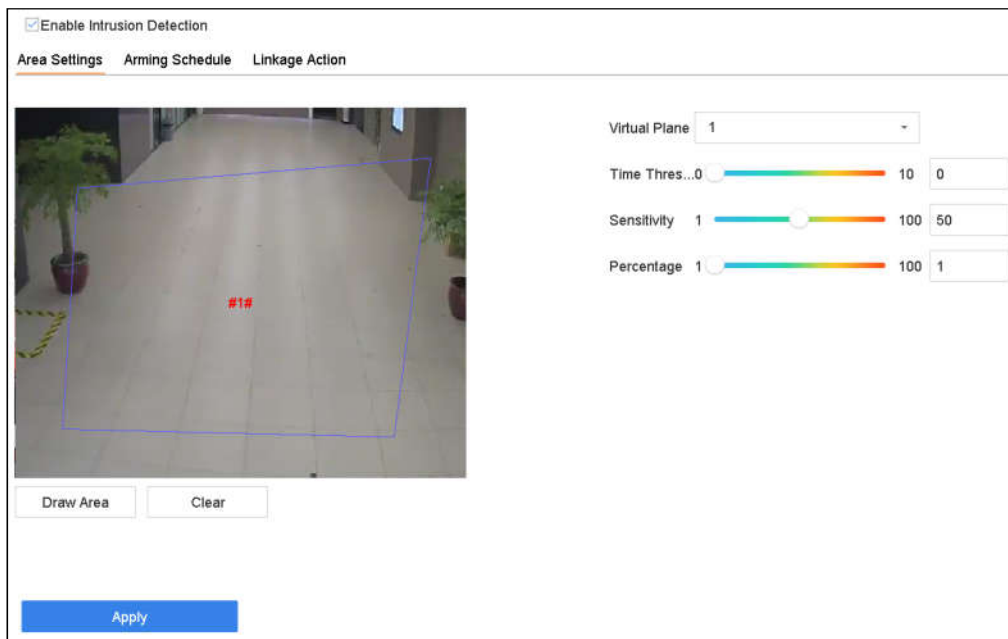 Enable Intrusion Detection
Area Settings Arming Schedule Linkage Action
Virtual Plane 1
Time Thres...0 10 0
Sensitivity 1 100 50
Percentage 1 100 1
#1#
Draw Area Clear
Apply